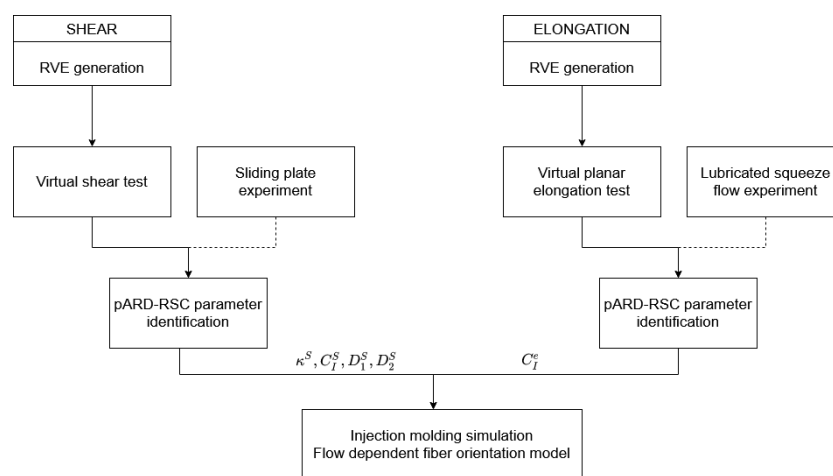 SHEAR
RVE generation
ELONGATION
RVE generation
Virtual shear test
Sliding plate
experiment
Virtual planar
elongation test
Lubricated squeeze
flow experiment
pARD-RSC parameter
identification
pARD-RSC parameter
identification
κ^S, C_I^S, D_1^S, D_2^S
C_I^e
Injection molding simulation
Flow dependent fiber orientation model